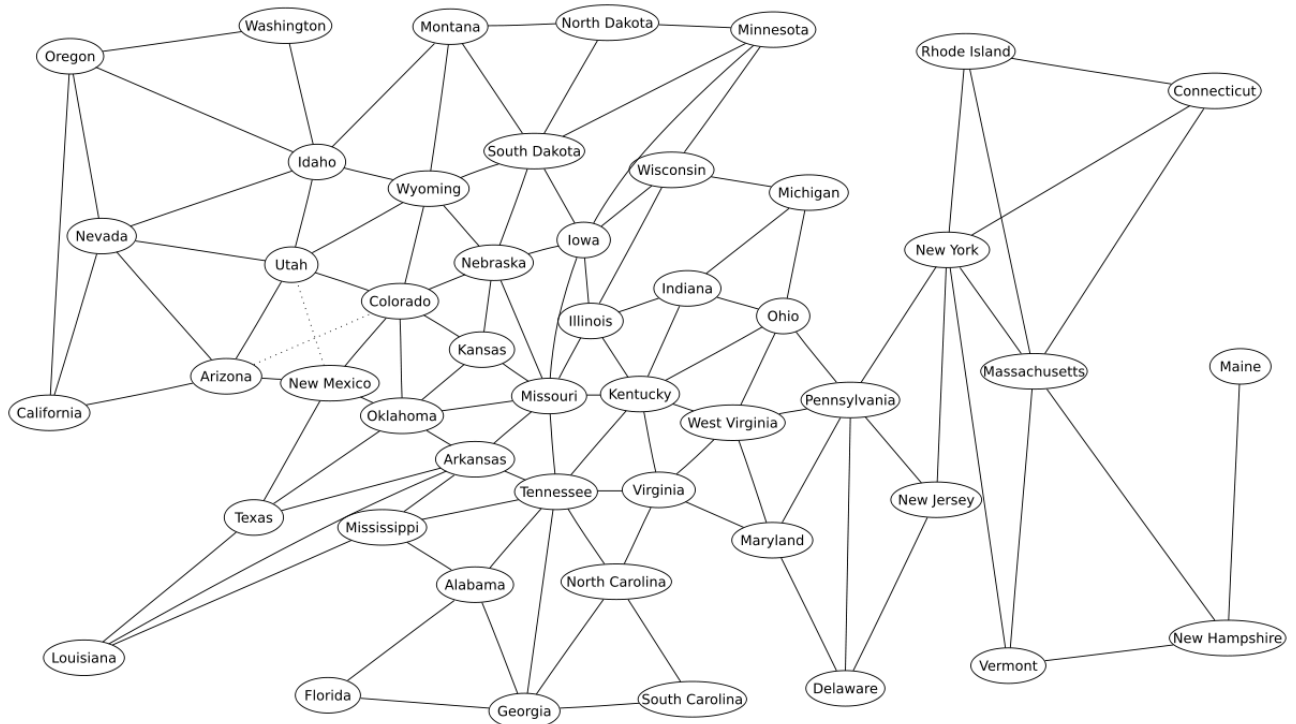 Washington
Montana
North Dakota
Minnesota
Oregon
Rhode Island
Connecticut
Idaho
South Dakota
Wyoming
Wisconsin
Michigan
Nevada
Utah
Nebraska
Iowa
New York
Colorado
Indiana
Illinois
Ohio
Kansas
Arizona
New Mexico
Massachusetts
Maine
California
Oklahoma
Missouri
Kentucky
West Virginia
Pennsylvania
Arkansas
Tennessee
Virginia
New Jersey
Texas
Mississippi
Maryland
Alabama
North Carolina
Louisiana
Vermont
New Hampshire
Florida
Georgia
South Carolina
Delaware